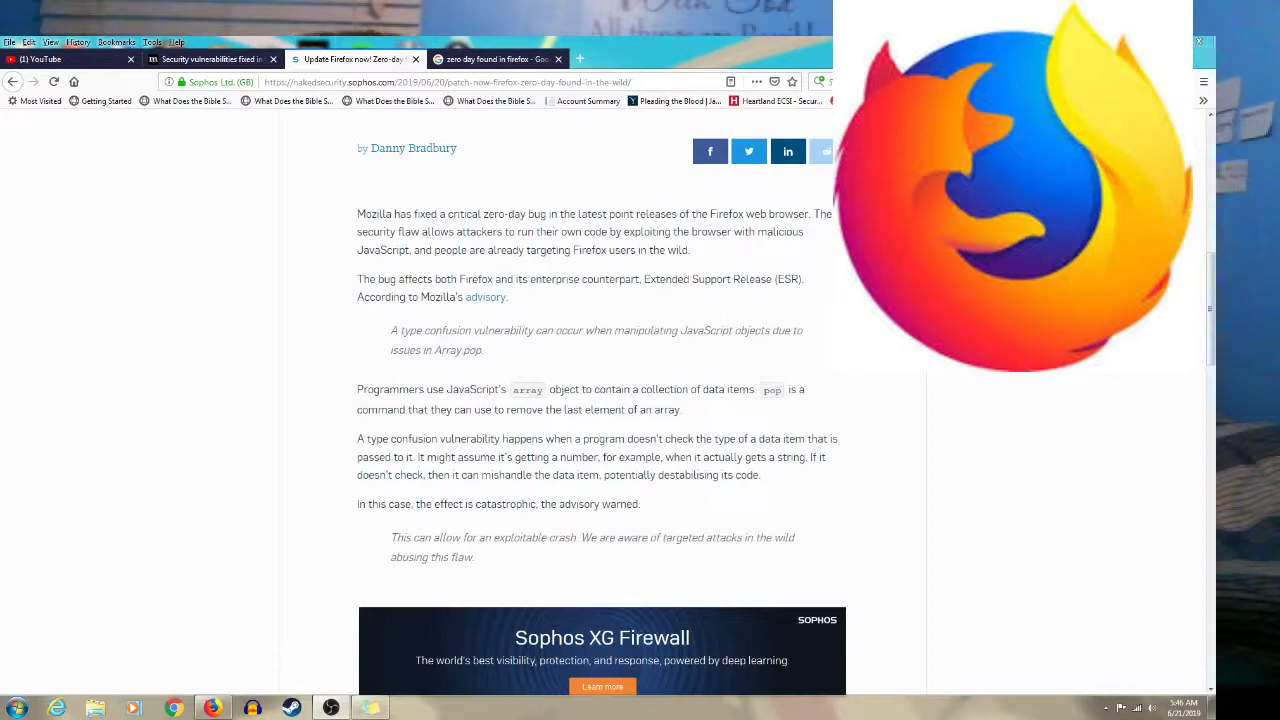 With God
All things are Possible
File Edit View History Bookmarks Tools Help
(1) YouTube
Security vulnerabilities fixed in
Update Firefox now! Zero-day f
zero day found in firefox - Goo
Sophos Ltd. (GB) https://nakedsecurity.sophos.com/2019/06/20/patch-now-firefox-zero-day-found-in-the-wild/
Most Visited Getting Started What Does the Bible S... What Does the Bible S... What Does the Bible S... What Does the Bible S... Account Summary Pleading the Blood | Ja... Heartland ECSI - Secur...
by Danny Bradbury
Mozilla has fixed a critical zero-day bug in the latest point releases of the Firefox web browser. The
security flaw allows attackers to run their own code by exploiting the browser with malicious
JavaScript, and people are already targeting Firefox users in the wild.
The bug affects both Firefox and its enterprise counterpart, Extended Support Release (ESR).
According to Mozilla's advisory:
A type confusion vulnerability can occur when manipulating JavaScript objects due to
issues in Array.pop.
Programmers use JavaScript's array object to contain a collection of data items. pop is a
command that they can use to remove the last element of an array.
A type confusion vulnerability happens when a program doesn't check the type of a data item that is
passed to it. It might assume it's getting a number, for example, when it actually gets a string. If it
doesn't check, then it can mishandle the data item, potentially destabilising its code.
In this case, the effect is catastrophic, the advisory warned:
This can allow for an exploitable crash. We are aware of targeted attacks in the wild
abusing this flaw.
SOPHOS
Sophos XG Firewall
The world's best visibility, protection, and response, powered by deep learning.
Learn more
5:46 AM
6/21/2019